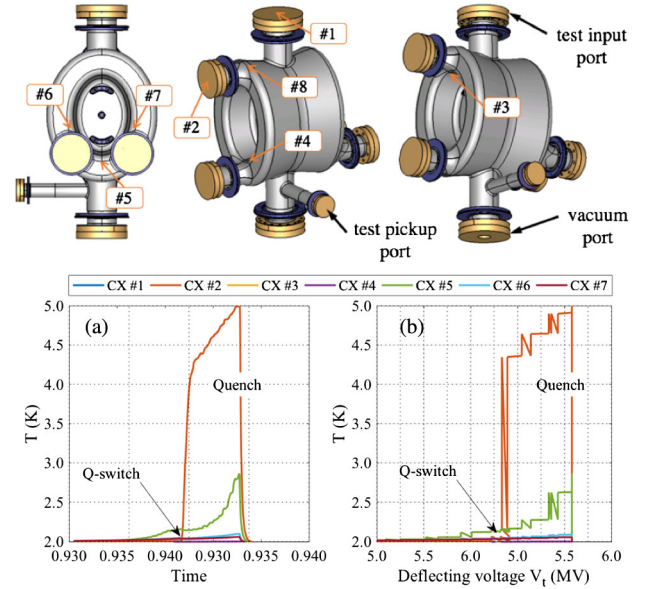 #1
test input
port
#6
#7
#8
#3
#2
#4
#5
test pickup
port
vacuum
port
CX #1 CX #2 CX #3 CX #4 CX #5 CX #6 CX #7
(a)
(b)
5.0
4.5
4.0
3.5
3.0
2.5
2.0
T (K)
Quench
Q-switch
0.930 0.935 0.940 0.930 0.935 0.940
Time
5.0
4.5
4.0
3.5
3.0
2.5
2.0
T (K)
Quench
Q-switch
5.0 5.5 6.0 5.0 5.5 6.0
Deflecting voltage Vt (MV)